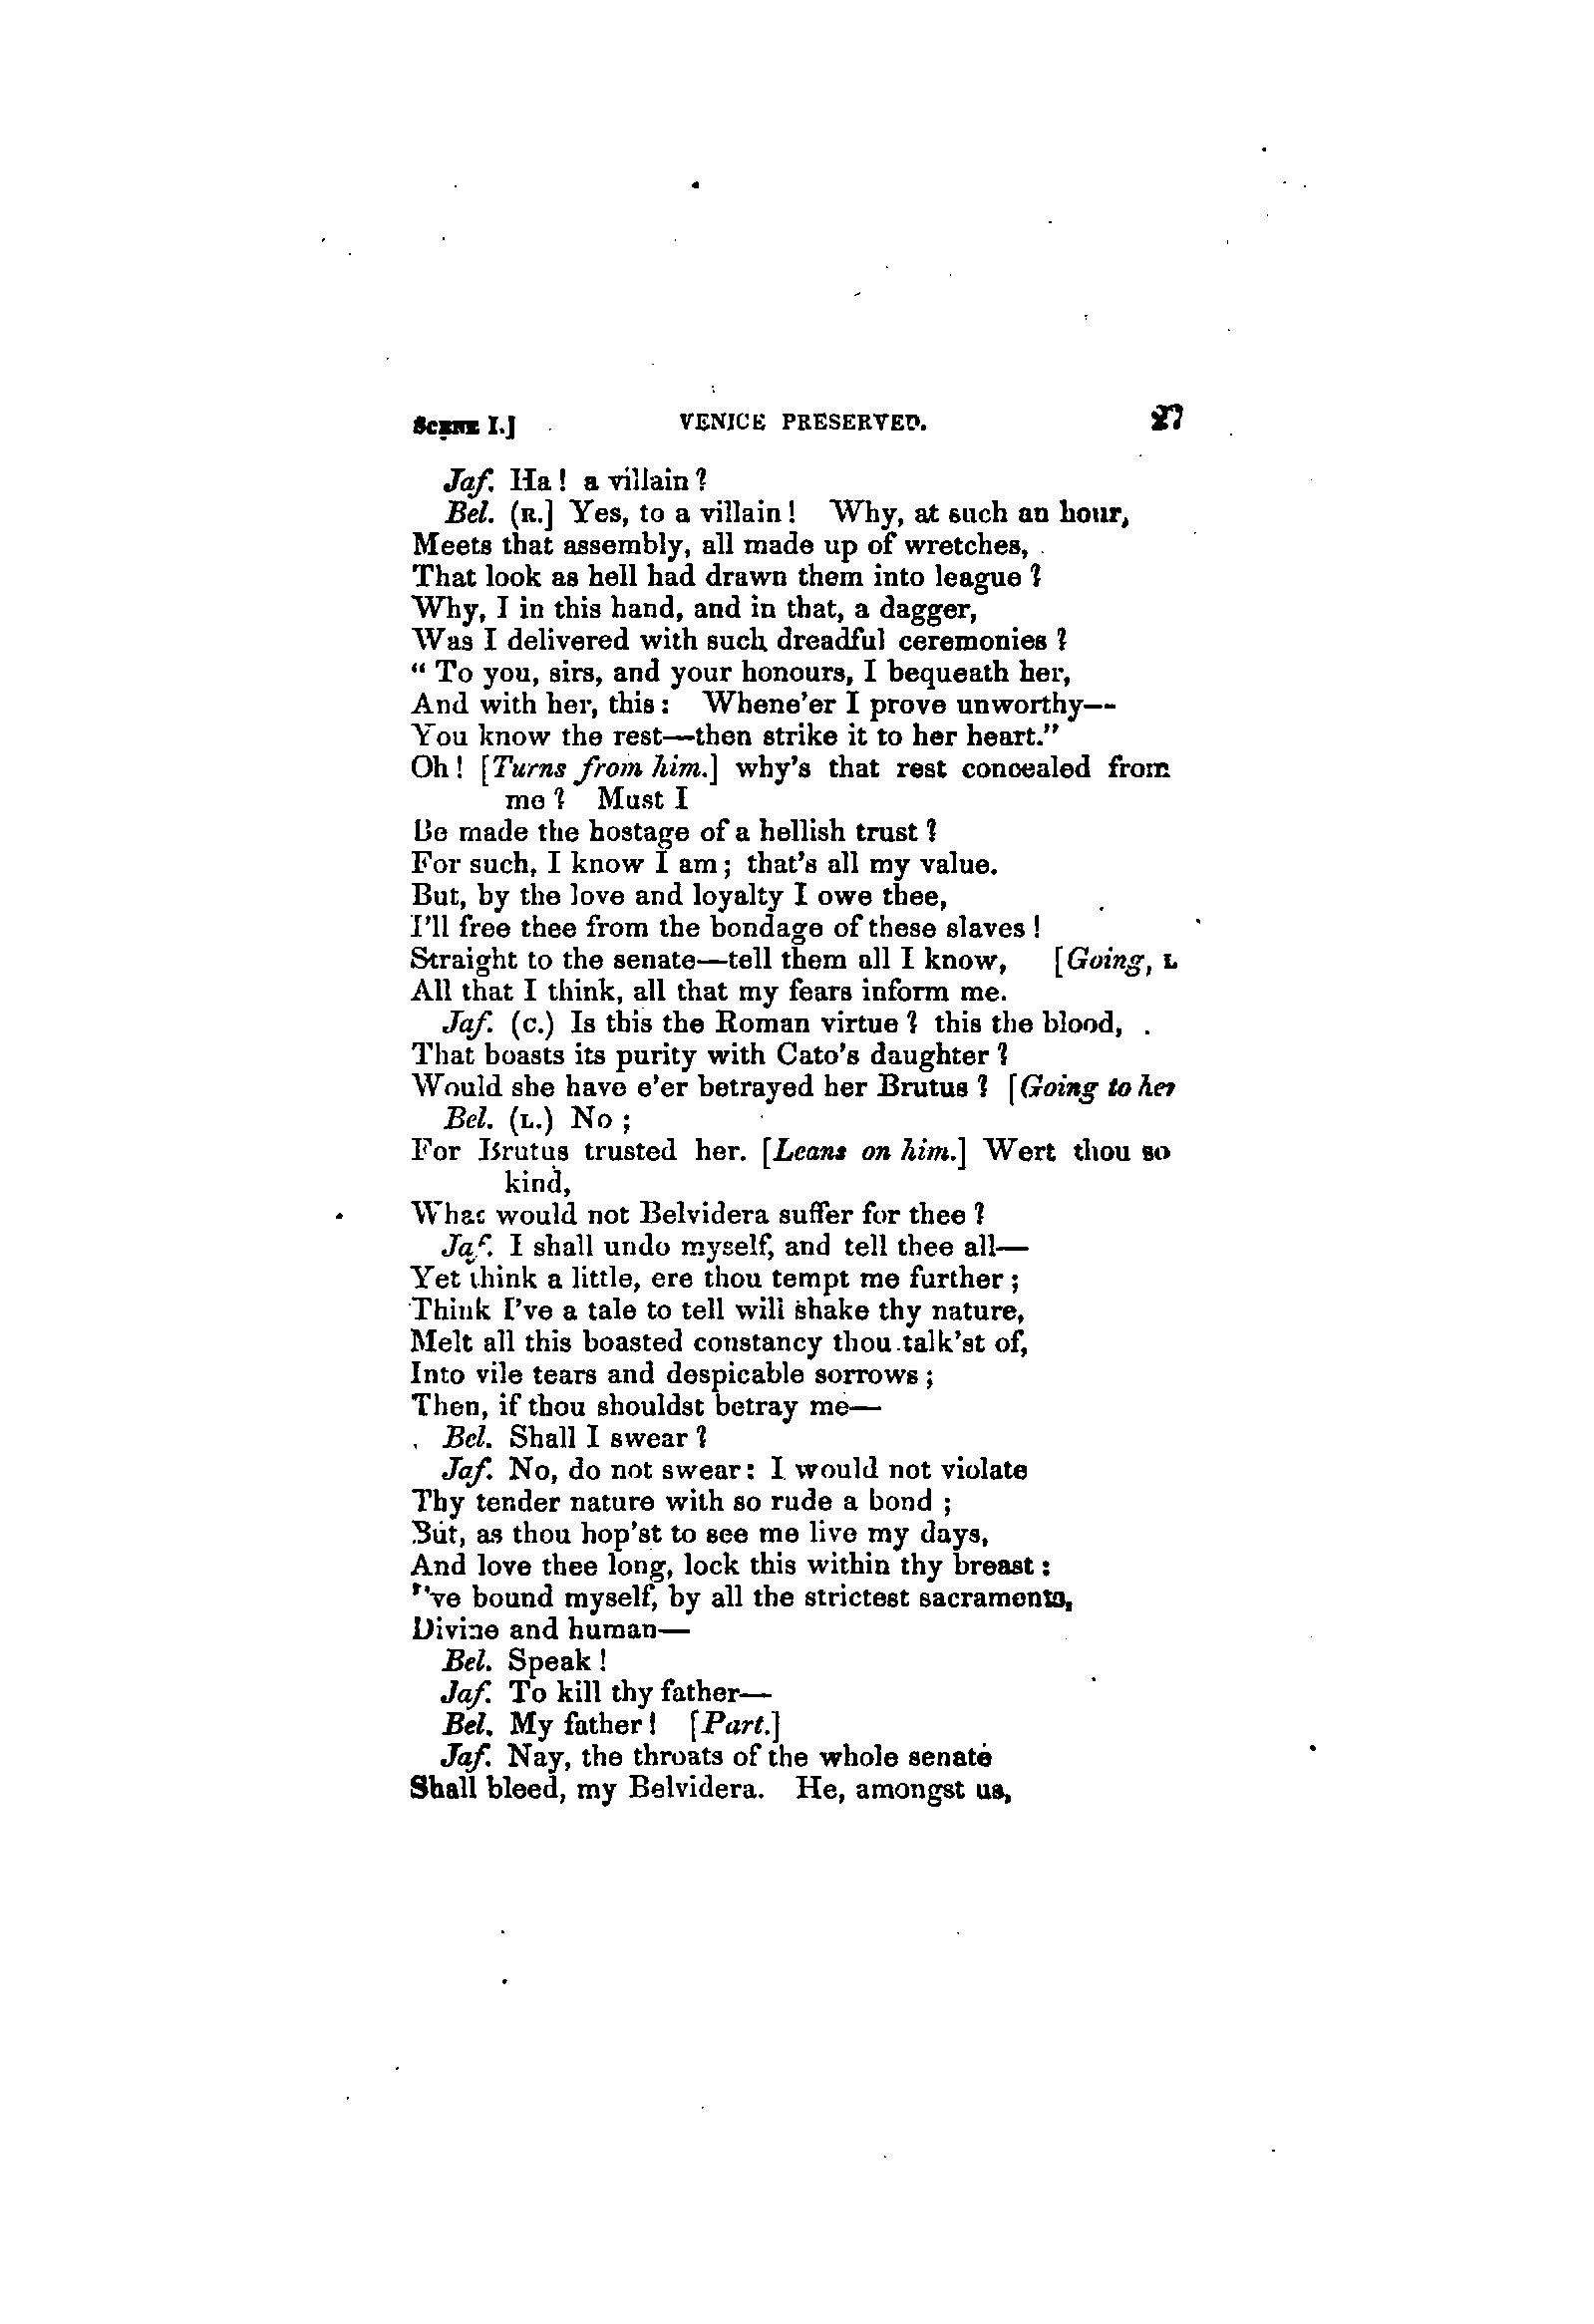 SCENE I.] VENICE PRESERVED. 27
Jaf. Ha! a villain?
Bel. (R.] Yes, to a villain! Why, at such an hour,
Meets that assembly, all made up of wretches,
That look as hell had drawn them into league?
Why, I in this hand, and in that, a dagger,
Was I delivered with such dreadful ceremonies?
“To you, sirs, and your honours, I bequeath her,
And with her, this: Whene'er I prove unworthy—
You know the rest—then strike it to her heart.”
Oh! [Turns from him.] why's that rest concealed from
me? Must I
Be made the hostage of a hellish trust?
For such, I know I am; that's all my value.
But, by the love and loyalty I owe thee,
I'll free thee from the bondage of these slaves!
Straight to the senate—tell them all I know, [Going, L
All that I think, all that my fears inform me.
Jaf. (C.) Is this the Roman virtue? this the blood,
That boasts its purity with Cato's daughter?
Would she have e'er betrayed her Brutus? [Going to her
Bel. (L.) No;
For Brutus trusted her. [Leans on him.] Wert thou so
kind,
What would not Belvidera suffer for thee?
Jaf. I shall undo myself, and tell thee all—
Yet think a little, ere thou tempt me further;
Think I've a tale to tell will shake thy nature,
Melt all this boasted constancy thou talk'st of,
Into vile tears and despicable sorrows;
Then, if thou shouldst betray me—
Bel. Shall I swear?
Jaf. No, do not swear: I would not violate
Thy tender nature with so rude a bond;
But, as thou hop'st to see me live my days,
And love thee long, lock this within thy breast:
I've bound myself, by all the strictest sacraments,
Divine and human—
Bel. Speak!
Jaf. To kill thy father—
Bel. My father! [Part.]
Jaf. Nay, the throats of the whole senate
Shall bleed, my Belvidera. He, amongst us,